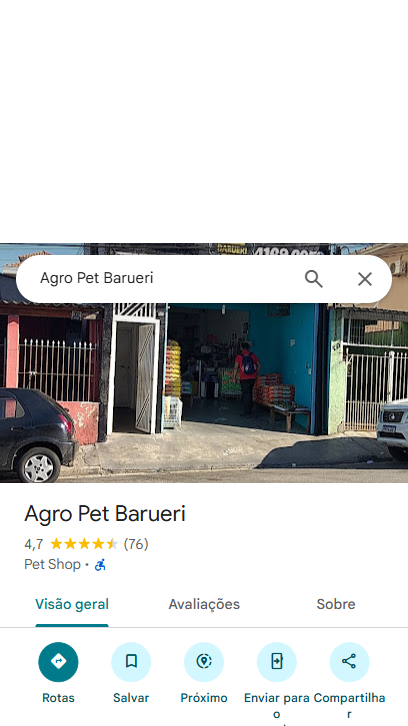 BARUERI
Agro Pet Barueri
Agro Pet Barueri
4,7 (76)
Pet Shop •
Visão geral Avaliações Sobre
Rotas Salvar Próximo Enviar para o Compartilhar